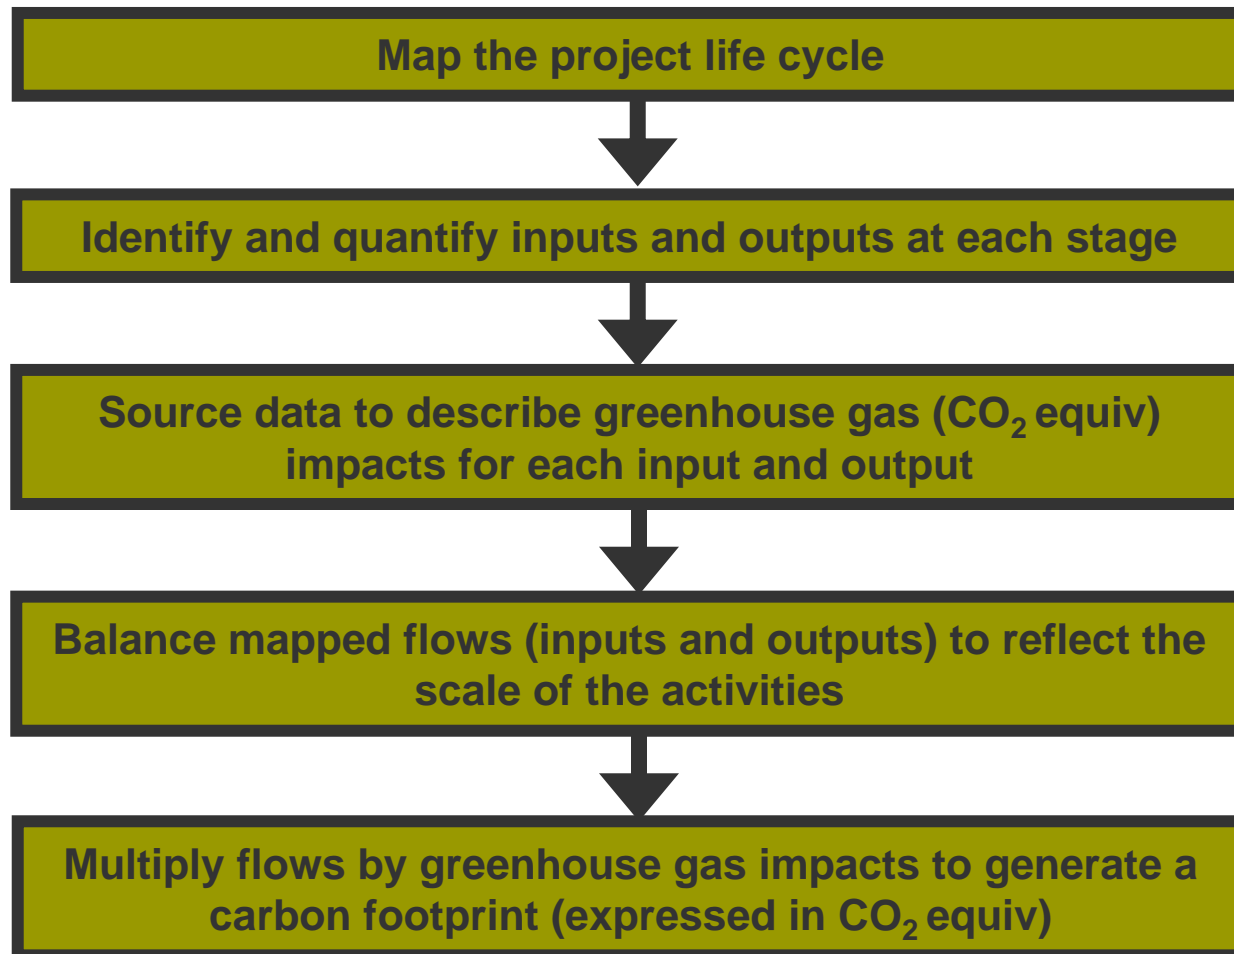 Map the project life cycle
Identify and quantify inputs and outputs at each stage
Source data to describe greenhouse gas (CO₂ equiv)
impacts for each input and output
Balance mapped flows (inputs and outputs) to reflect the
scale of the activities
Multiply flows by greenhouse gas impacts to generate a
carbon footprint (expressed in CO₂ equiv)